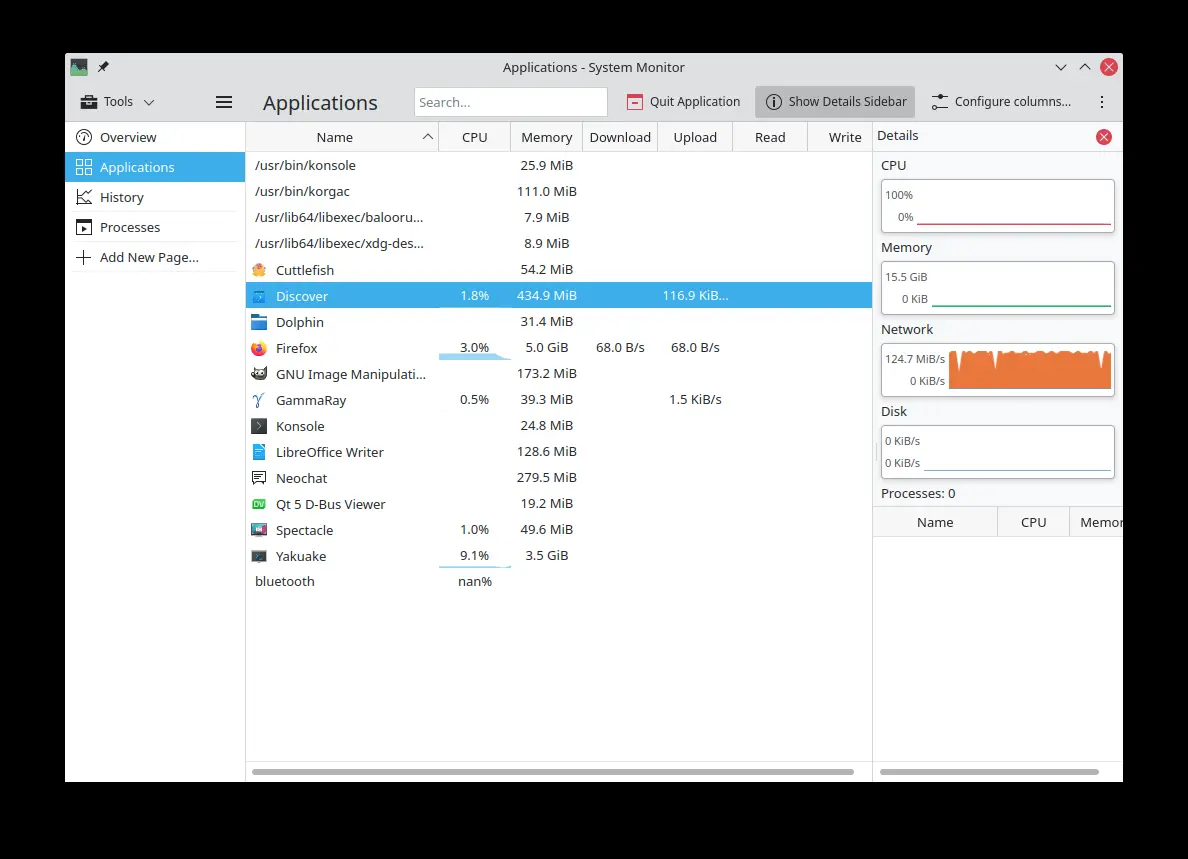 Applications - System Monitor
Tools
Applications
Search...
Quit Application
Show Details Sidebar
Configure columns...
Overview
Applications
History
Processes
Add New Page...
Name CPU Memory Download Upload Read Write
/usr/bin/konsole 25.9 MiB
/usr/bin/korgac 111.0 MiB
/usr/lib64/libexec/balooru... 7.9 MiB
/usr/lib64/libexec/xdg-des... 8.9 MiB
Cuttlefish 54.2 MiB
Discover 1.8% 434.9 MiB 116.9 KiB...
Dolphin 31.4 MiB
Firefox 3.0% 5.0 GiB 68.0 B/s 68.0 B/s
GNU Image Manipulati... 173.2 MiB
GammaRay 0.5% 39.3 MiB 1.5 KiB/s
Konsole 24.8 MiB
LibreOffice Writer 128.6 MiB
Neochat 279.5 MiB
DV Qt 5 D-Bus Viewer 19.2 MiB
Spectacle 1.0% 49.6 MiB
Yakuake 9.1% 3.5 GiB
bluetooth nan%
Details
CPU
100%
0%
Memory
15.5 GiB
0 KiB
Network
124.7 MiB/s
0 KiB/s
Disk
0 KiB/s
0 KiB/s
Processes: 0
Name CPU Memor